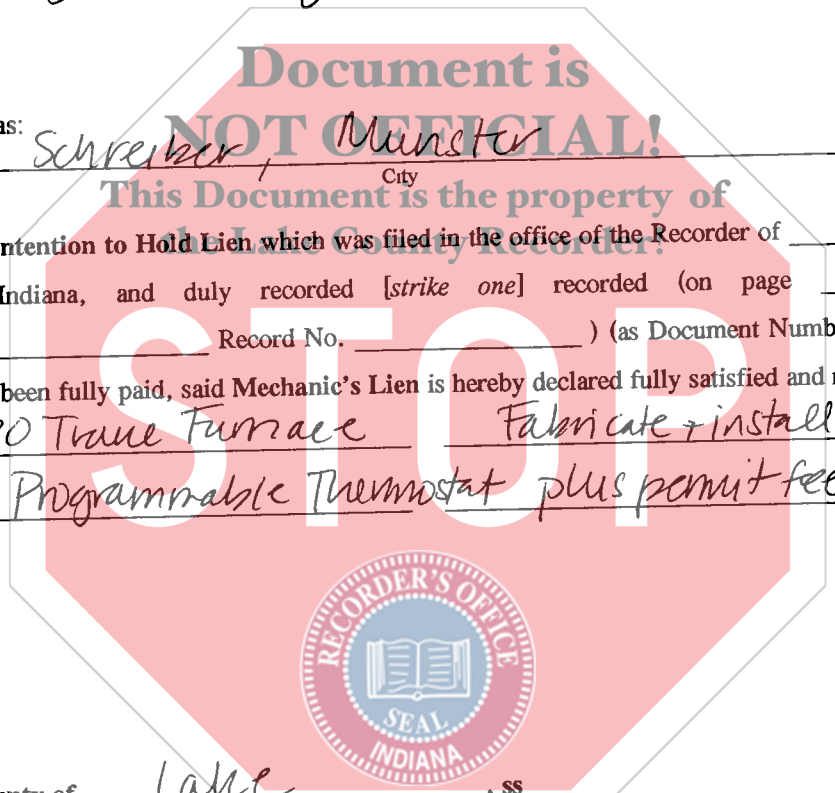 Document is
as: Schreiber, Munster
NOT OFFICIAL!
City
This Document is the property of
ntention to Hold Lien which was filed in the office of the Recorder of
the Lake County Recorder!
Indiana, and duly recorded [strike one] recorded (on page
Record No. ) (as Document Numb
been fully paid, said Mechanic's Lien is hereby declared fully satisfied and
O Trane Furnace Fabricate + install
Programmable Thermostat plus permit fee
STOP
RECORDER'S OFFICE
SEAL
INDIANA
nty of Lake , ss